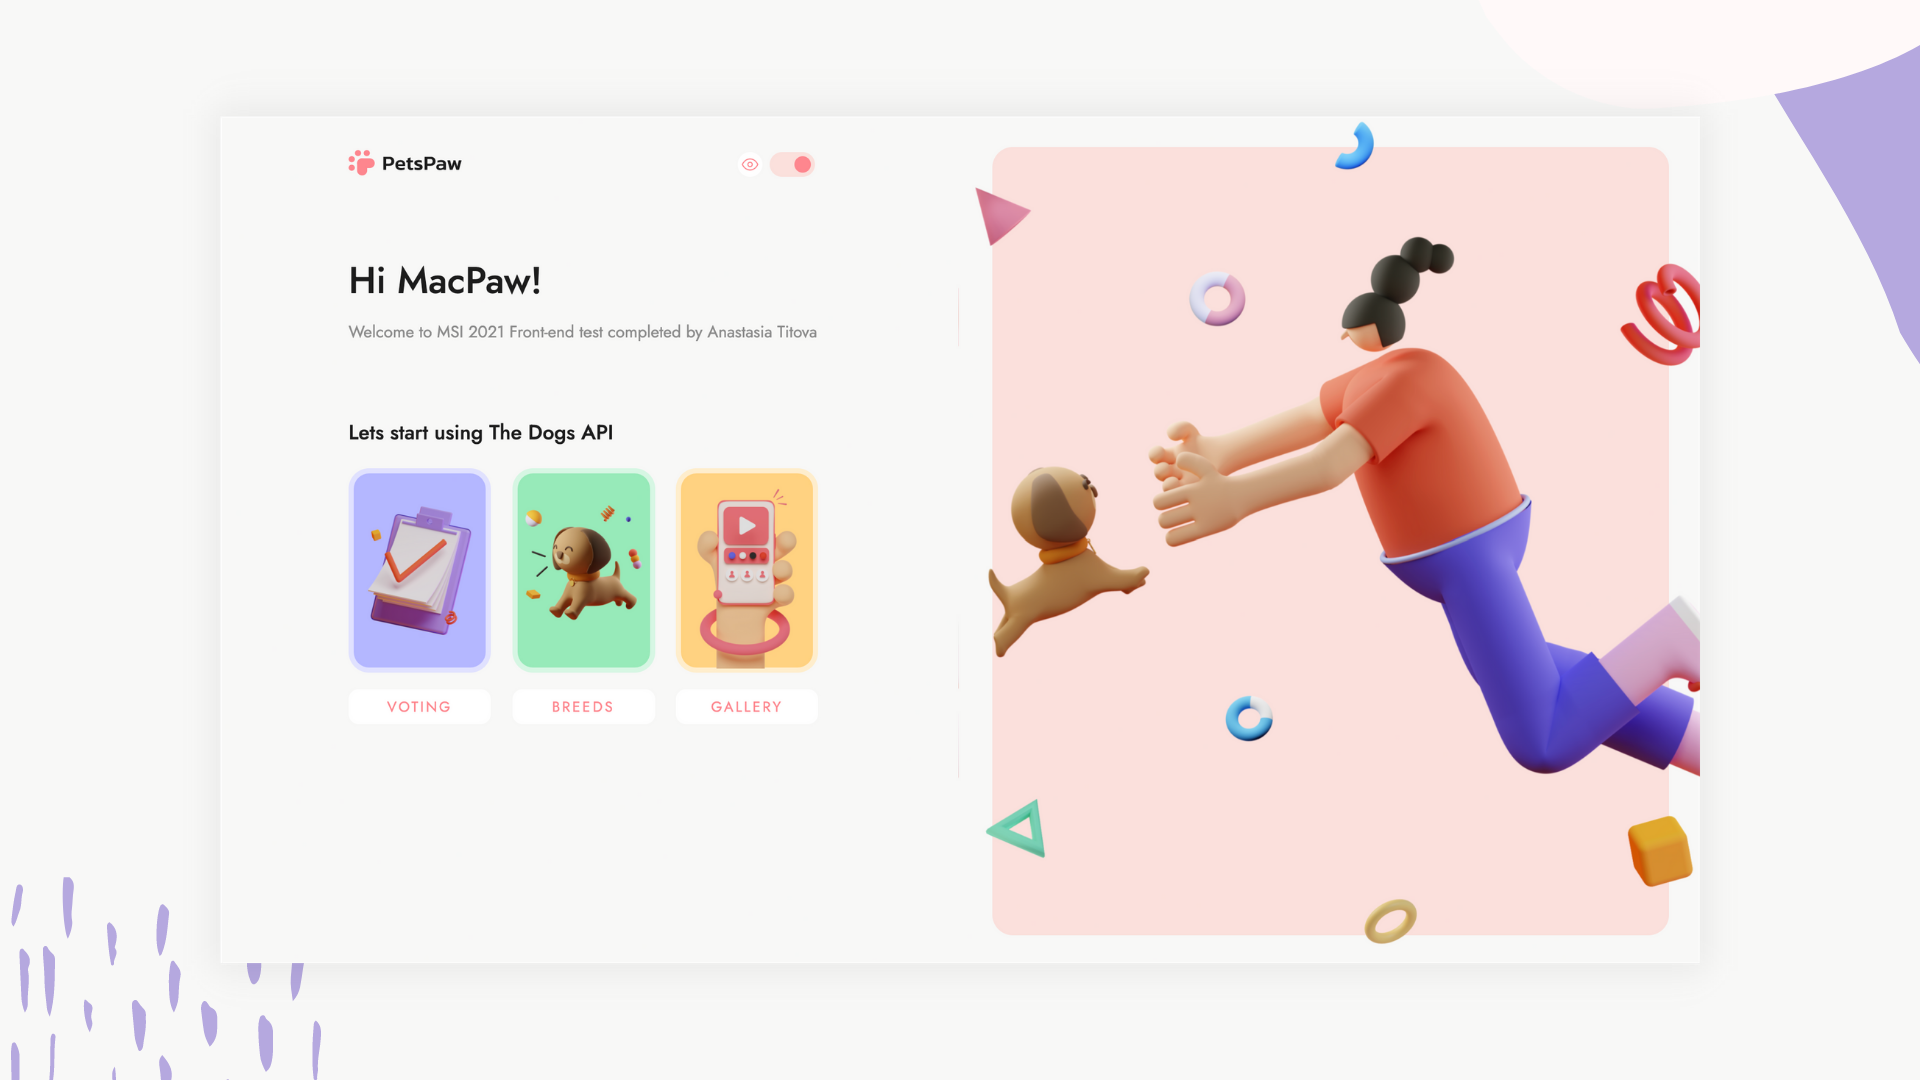 PetsPaw
Hi MacPaw!
Welcome to MSI 2021 Front-end test completed by Anastasia Titova
Lets start using The Dogs API
VOTING
BREEDS
GALLERY